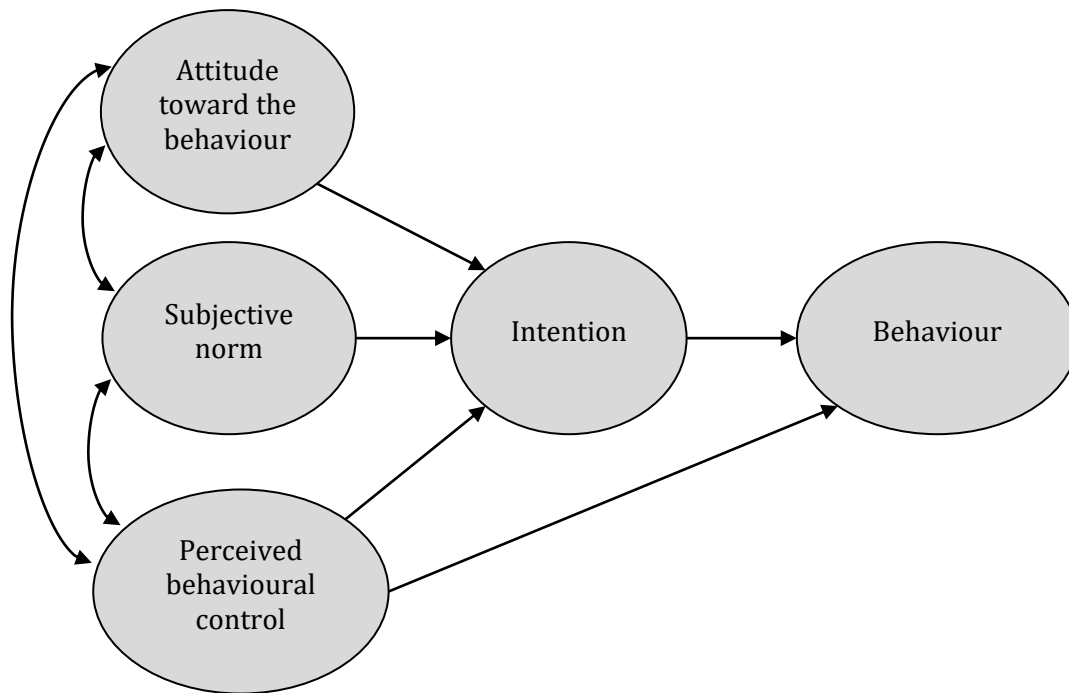 Attitude
toward the
behaviour
Subjective
norm
Intention
Behaviour
Perceived
behavioural
control